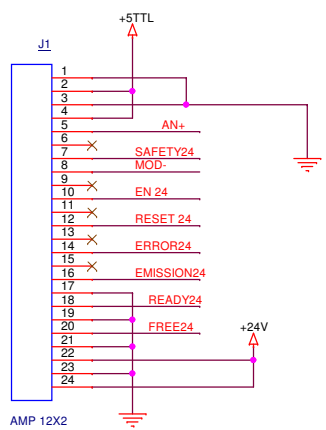 +5TTL
J1
1
2
3
4
5 AN+
6
7 SAFETY24
8 MOD-
9
10 EN 24
11
12 RESET 24
13
14 ERROR24
15
16 EMISSION24
17
18 READY24
19
20 FREE24
+24V
21
22
23
24
AMP 12X2